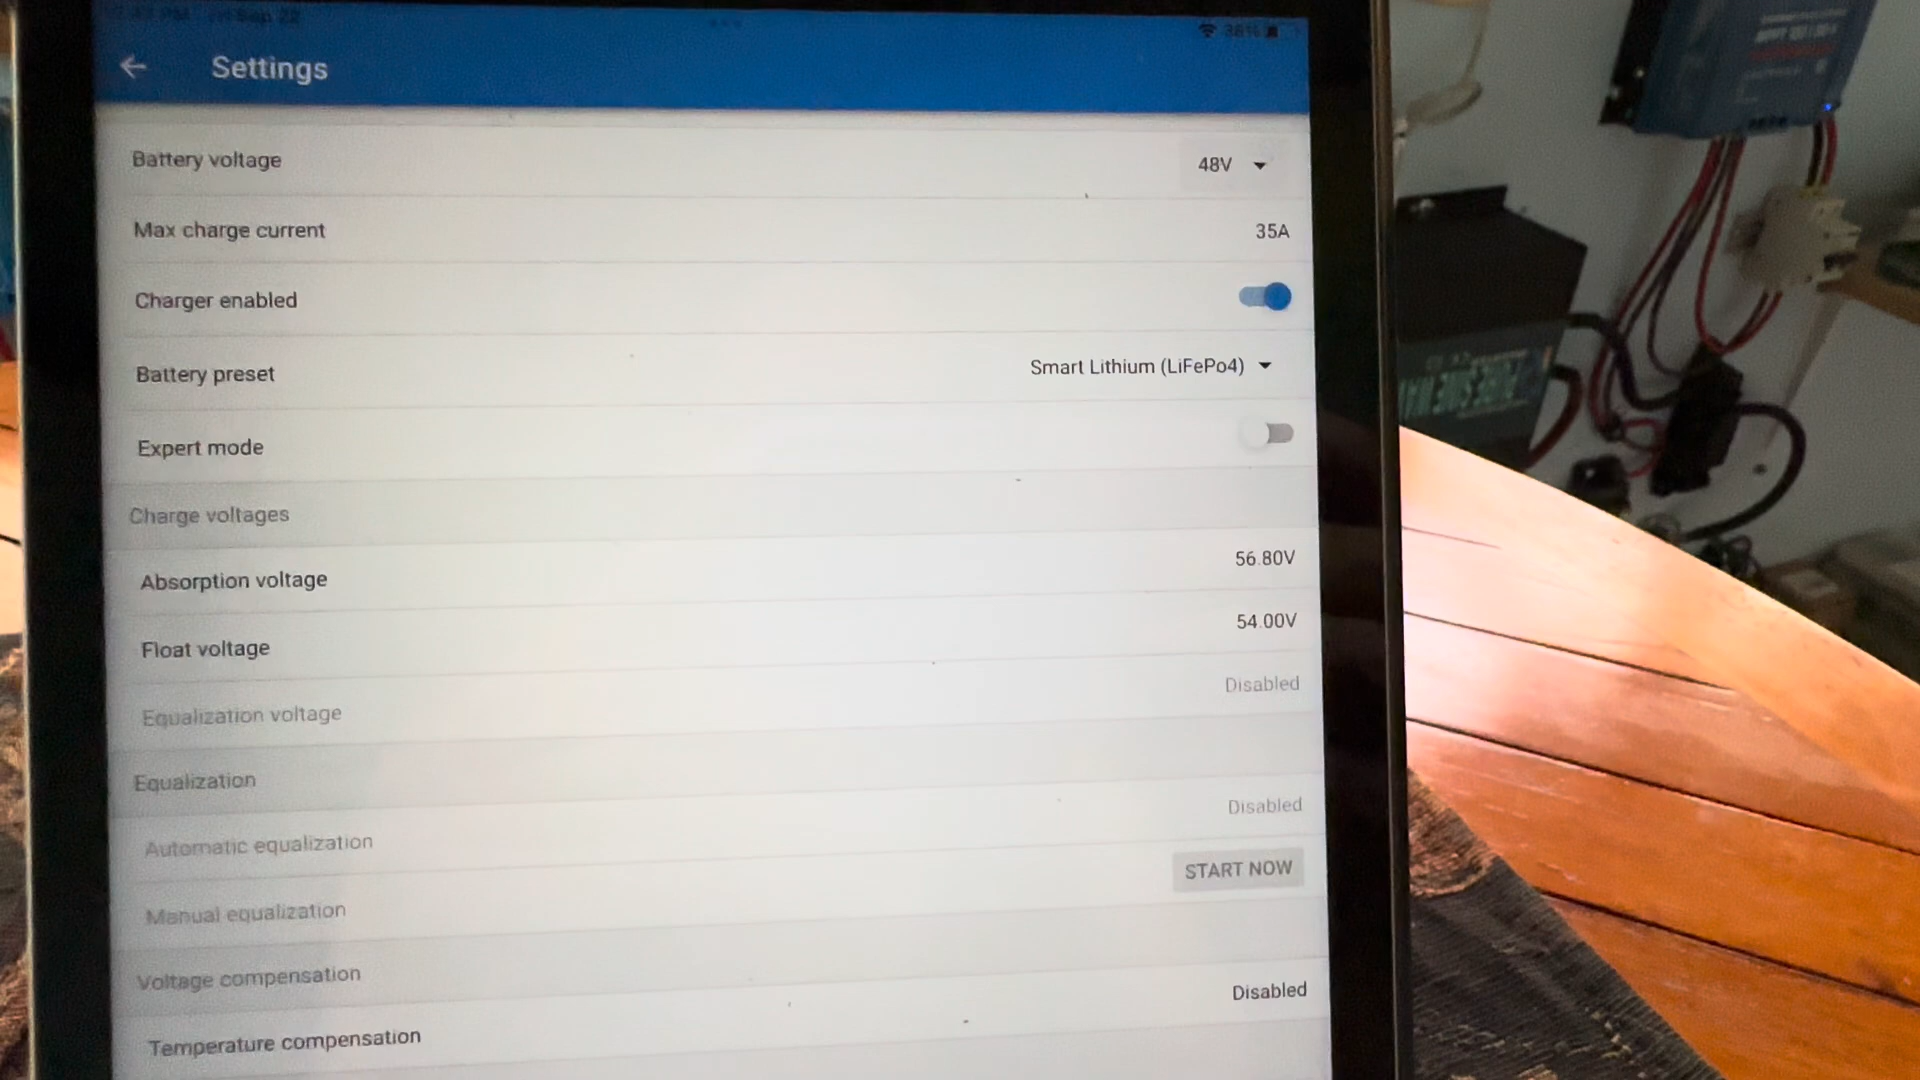 Settings
38%
Battery voltage 48V
Max charge current 35A
Charger enabled
Battery preset Smart Lithium (LiFePo4)
Expert mode
Charge voltages
Absorption voltage 56.80V
Float voltage 54.00V
Equalization voltage Disabled
Equalization
Automatic equalization Disabled
Manual equalization START NOW
Voltage compensation
Temperature compensation Disabled